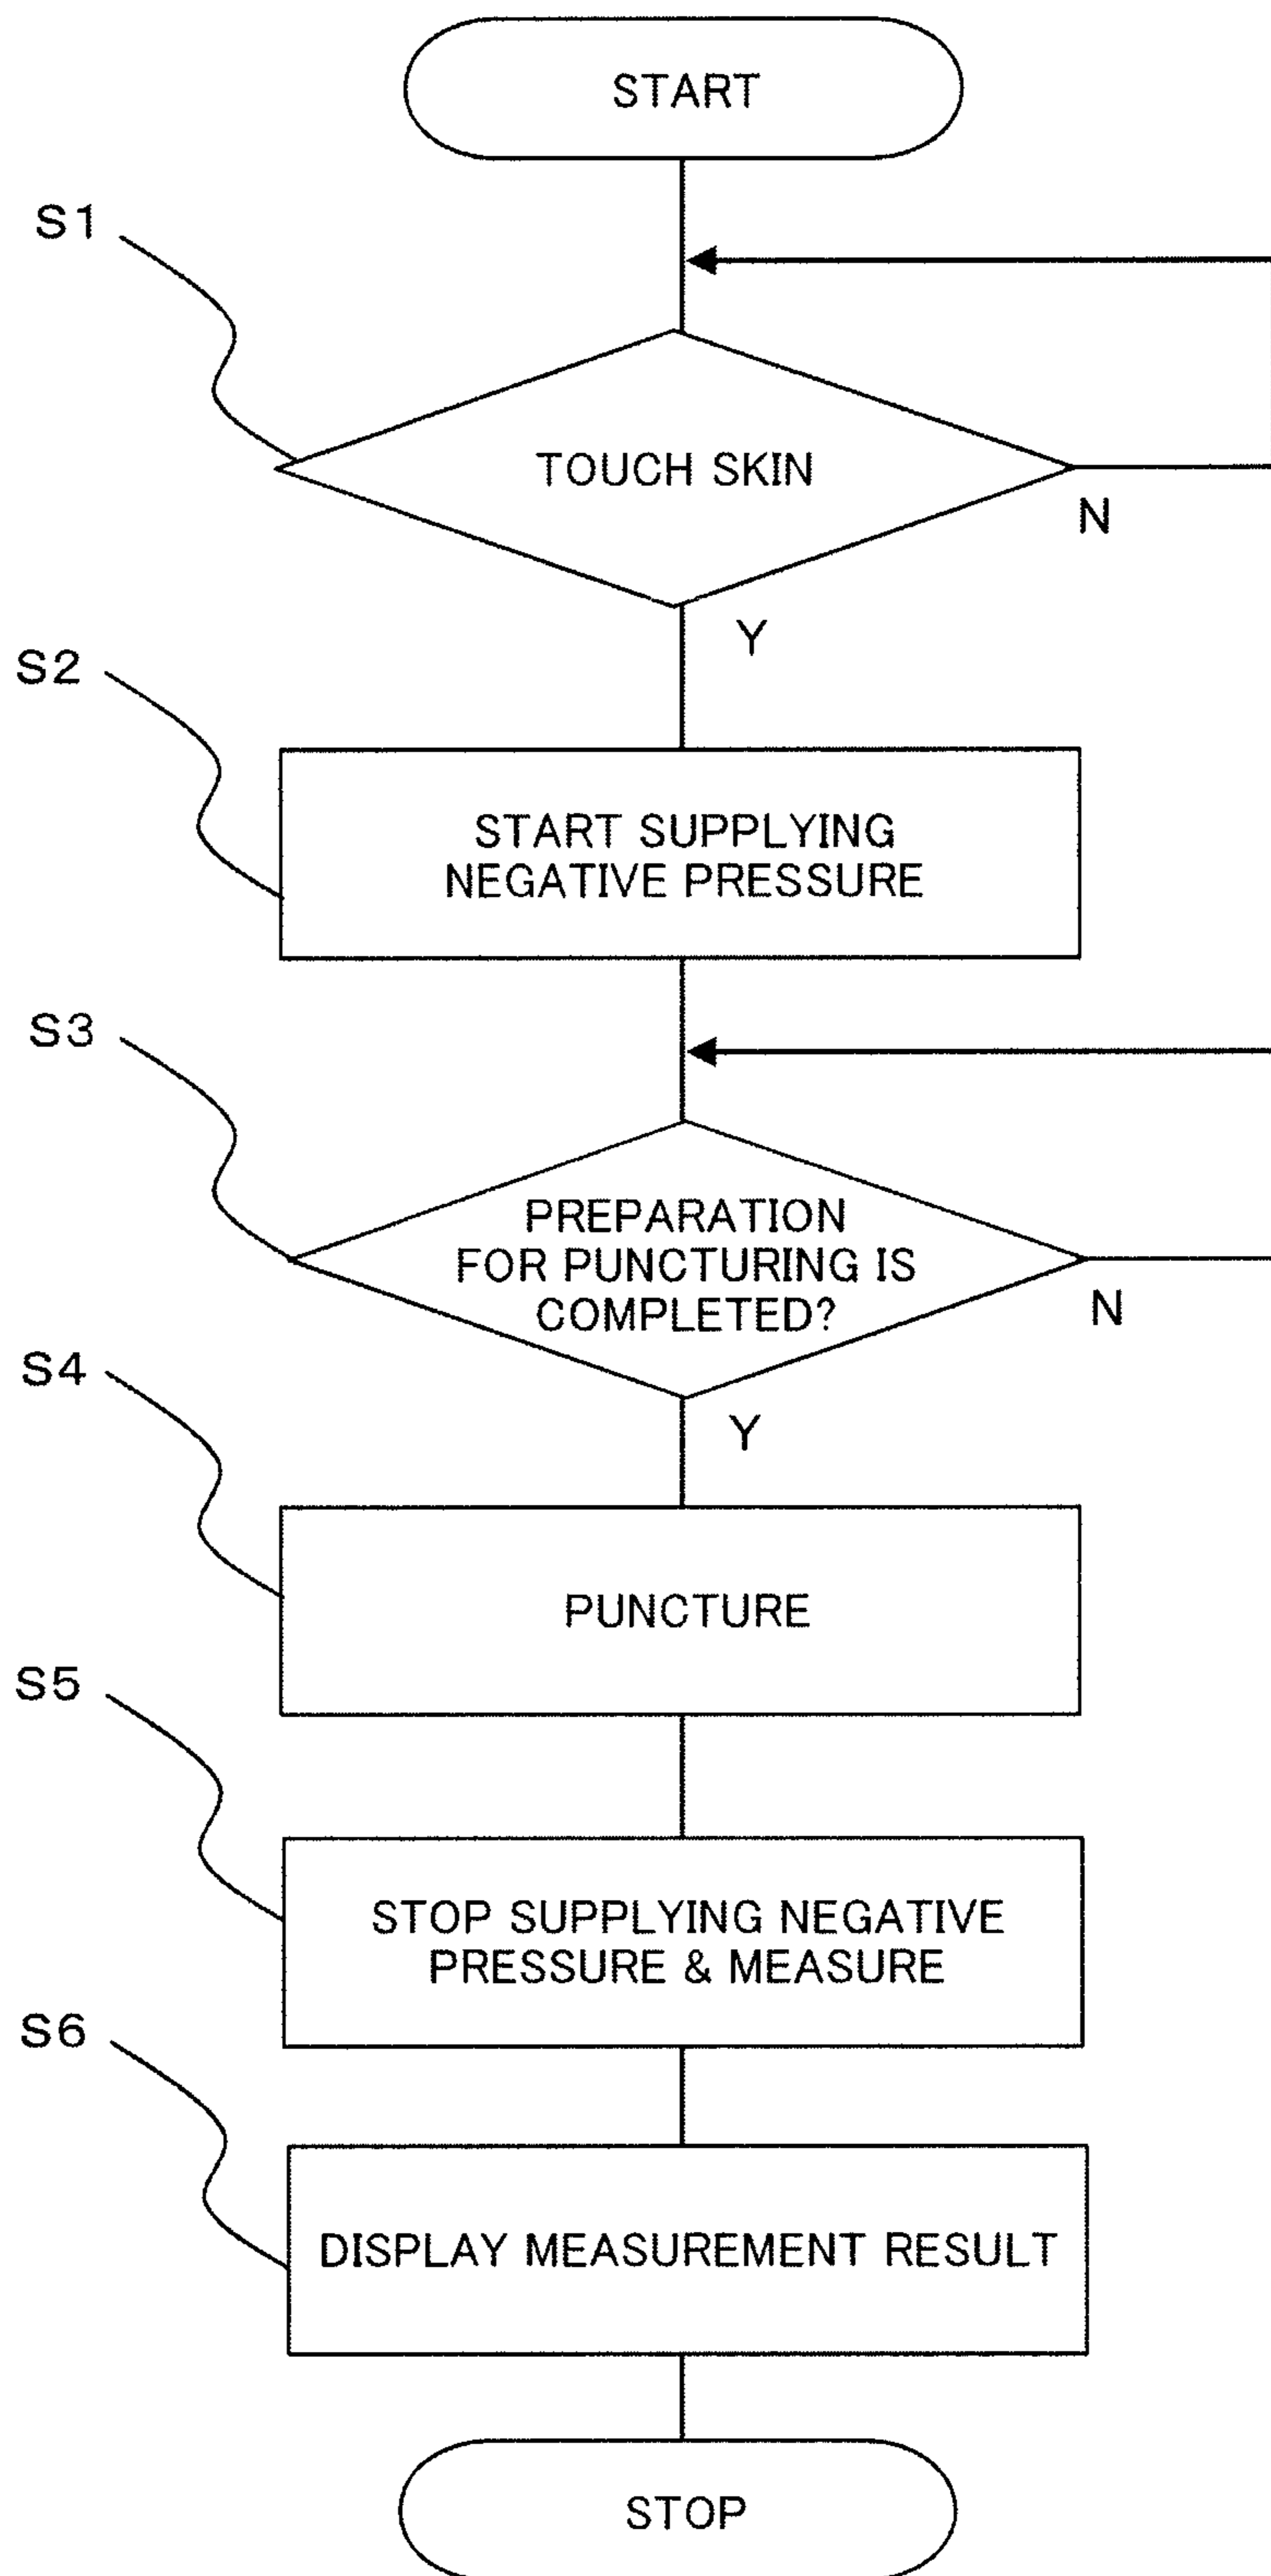 START
S1
TOUCH SKIN
N
Y
S2
START SUPPLYING
NEGATIVE PRESSURE
S3
PREPARATION
FOR PUNCTURING IS
COMPLETED?
N
S4
Y
PUNCTURE
S5
STOP SUPPLYING NEGATIVE
PRESSURE & MEASURE
S6
DISPLAY MEASUREMENT RESULT
STOP